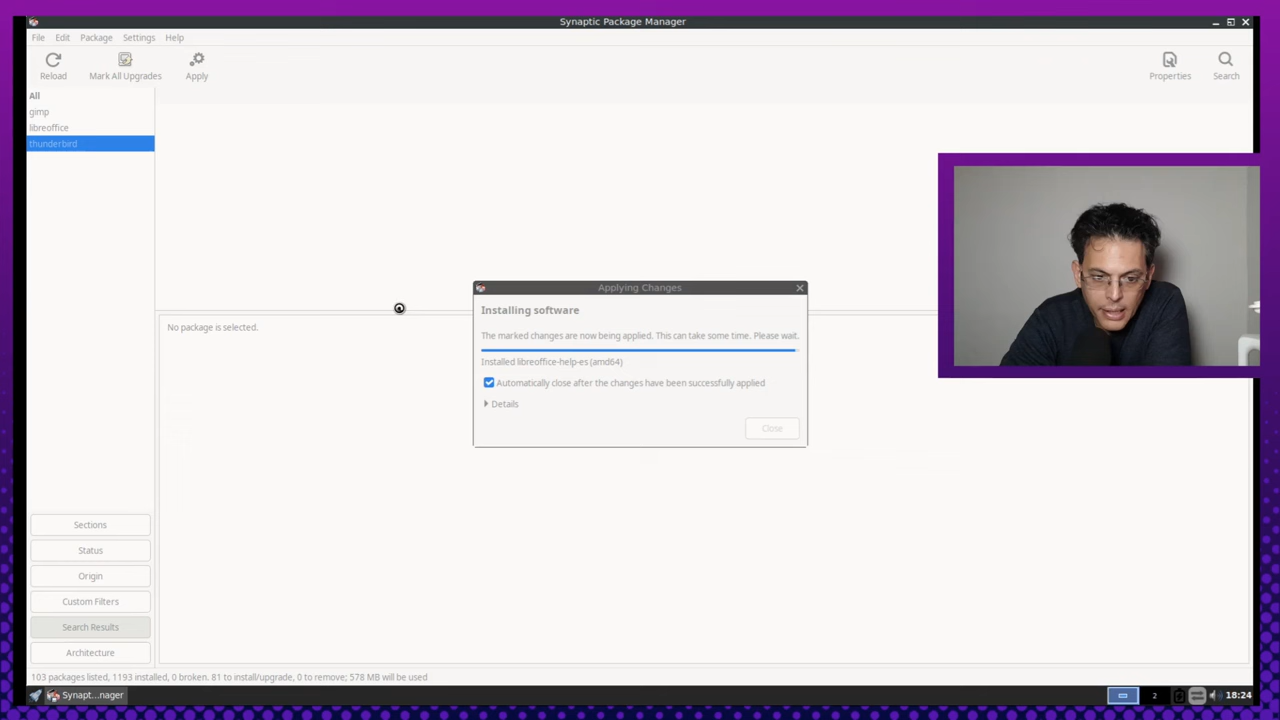 Synaptic Package Manager
File Edit Package Settings Help
Reload Mark All Upgrades Apply Properties Search
All
gimp
libreoffice
thunderbird
No package is selected.
Applying Changes
Installing software
The marked changes are now being applied. This can take some time. Please wait.
Installed libreoffice-help-es (amd64)
Automatically close after the changes have been successfully applied
Details
Close
Sections
Status
Origin
Custom Filters
Search Results
Architecture
103 packages listed, 1193 installed, 0 broken. 81 to install/upgrade, 0 to remove; 578 MB will be used
Synapt...nager 2 18:24